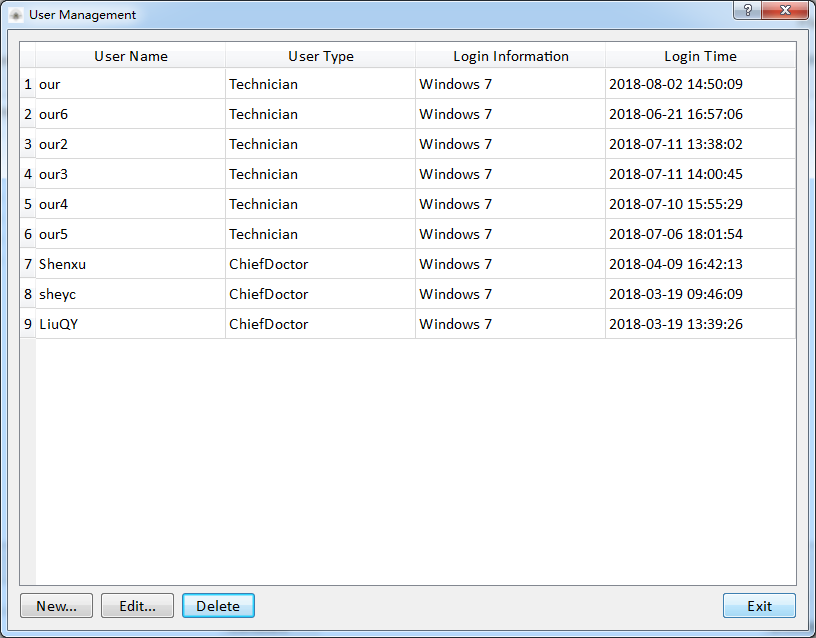 User Management
User Name User Type Login Information Login Time
1 our Technician Windows 7 2018-08-02 14:50:09
2 our6 Technician Windows 7 2018-06-21 16:57:06
3 our2 Technician Windows 7 2018-07-11 13:38:02
4 our3 Technician Windows 7 2018-07-11 14:00:45
5 our4 Technician Windows 7 2018-07-10 15:55:29
6 our5 Technician Windows 7 2018-07-06 18:01:54
7 Shenxu ChiefDoctor Windows 7 2018-04-09 16:42:13
8 sheyc ChiefDoctor Windows 7 2018-03-19 09:46:09
9 LiuQY ChiefDoctor Windows 7 2018-03-19 13:39:26
New... Edit... Delete Exit